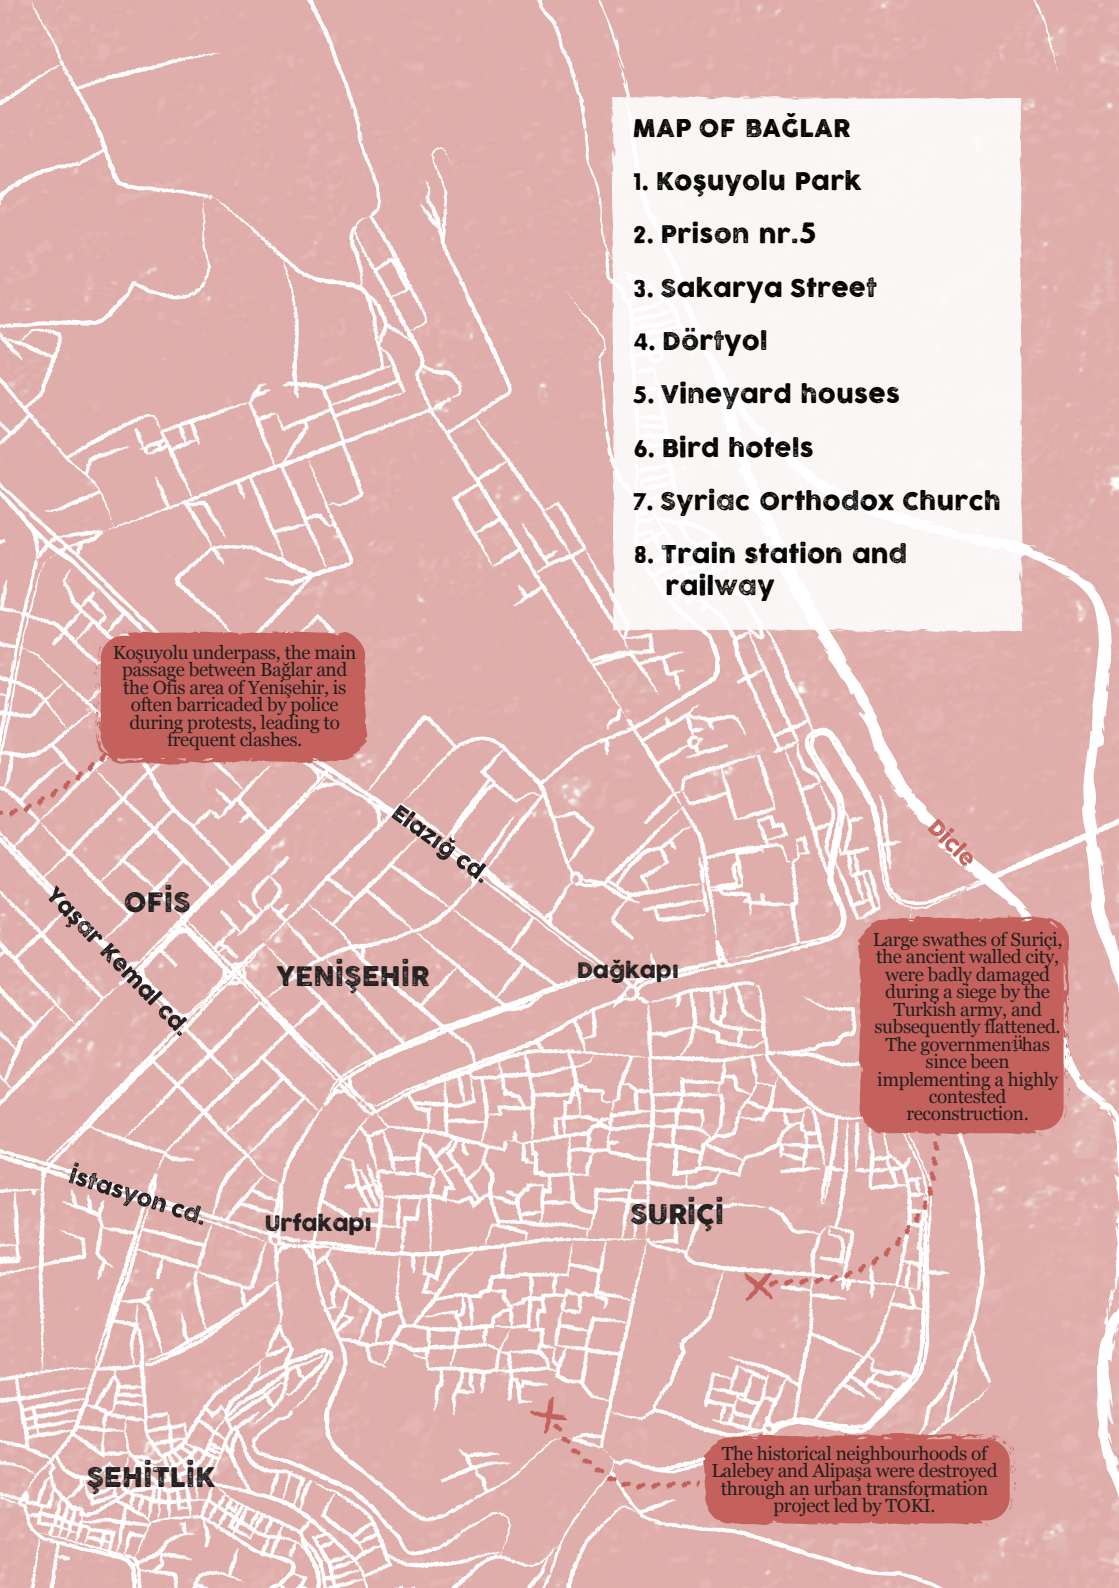 MAP OF BAĞLAR
1. Koşuyolu Park
2. Prison nr.5
3. Sakarya Street
4. Dörtyol
5. Vineyard houses
6. Bird hotels
7. Syriac Orthodox Church
8. Train station and
railway
Koşuyolu underpass, the main
passage between Bağlar and
the Ofis area of Yenişehir, is
often barricaded by police
during protests, leading to
frequent clashes.
Elazığ cd.
Dicle
OFİS
Yaşar Kemal cd.
YENİŞEHİR
Dağkapı
Large swathes of Suriçi,
the ancient walled city,
were badly damaged
during a siege by the
Turkish army, and
subsequently flattened.
The governmenühas
since been
implementing a highly
contested
reconstruction.
İstasyon cd.
Urfakapı
SURİÇİ
ŞEHİTLİK
The historical neighbourhoods of
Lalebey and Alipaşa were destroyed
through an urban transformation
project led by TOKI.